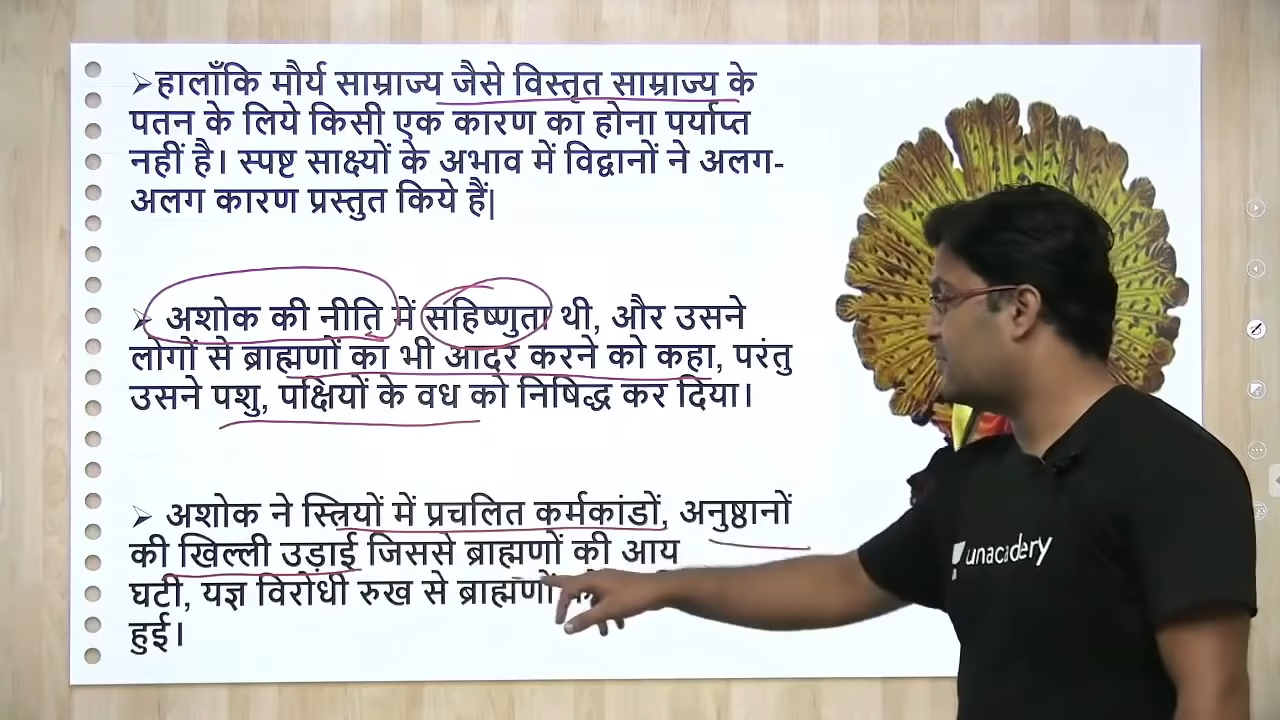 ➢हालाँकि मौर्य साम्राज्य जैसे विस्तृत साम्राज्य के
पतन के लिये किसी एक कारण का होना पर्याप्त
नहीं है। स्पष्ट साक्ष्यों के अभाव में विद्वानों ने अलग-
अलग कारण प्रस्तुत किये हैं|
➢ अशोक की नीति में सहिष्णुता थी, और उसने
लोगों से ब्राह्मणों का भी आदर करने को कहा, परंतु
उसने पशु, पक्षियों के वध को निषिद्ध कर दिया।
➢ अशोक ने स्त्रियों में प्रचलित कर्मकांडों, अनुष्ठानों
की खिल्ली उड़ाई जिससे ब्राह्मणों की आय
घटी, यज्ञ विरोधी रुख से ब्राह्मणों
हुई।
unacademy